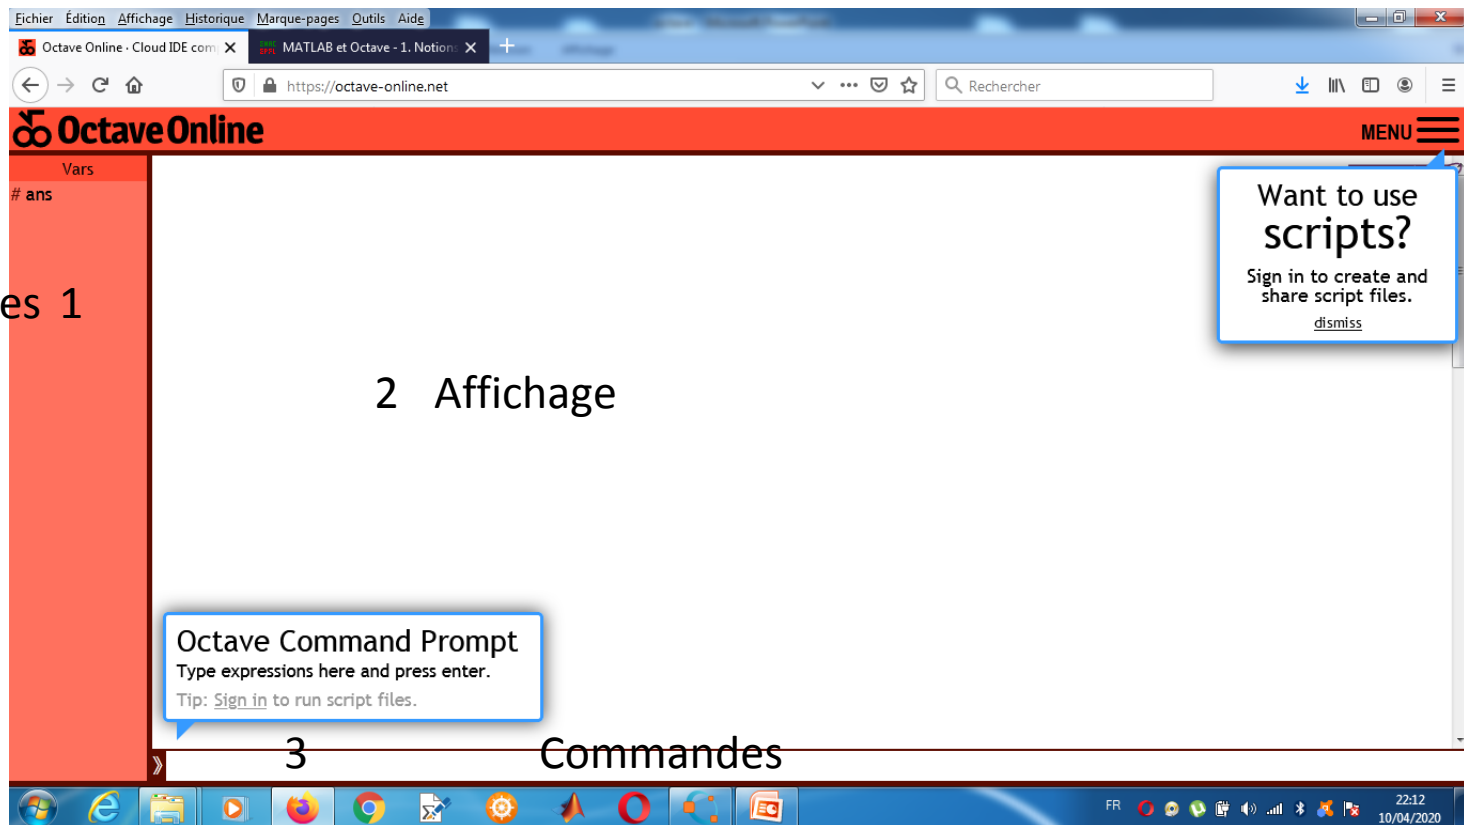 Fichier Édition Affichage Historique Marque-pages Outils Aide
Octave Online · Cloud IDE com
MATLAB et Octave - 1. Notions
https://octave-online.net
Rechercher
Octave Online
MENU
Vars
# ans
Want to use
scripts?
Sign in to create and
share script files.
dismiss
es 1
2 Affichage
Octave Command Prompt
Type expressions here and press enter.
Tip: Sign in to run script files.
3 Commandes
FR
22:12
10/04/2020